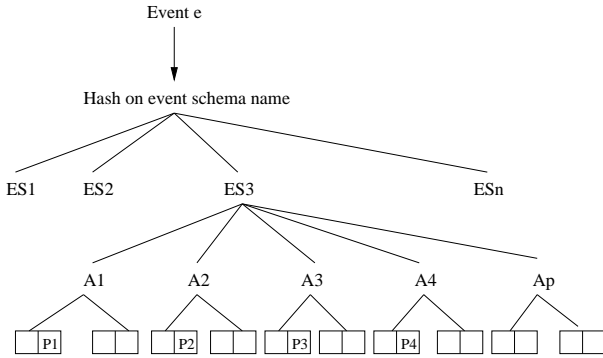 Event e
Hash on event schema name
ES1 ES2 ES3 ESn
A1 A2 A3 A4 Ap
P1 P2 P3 P4